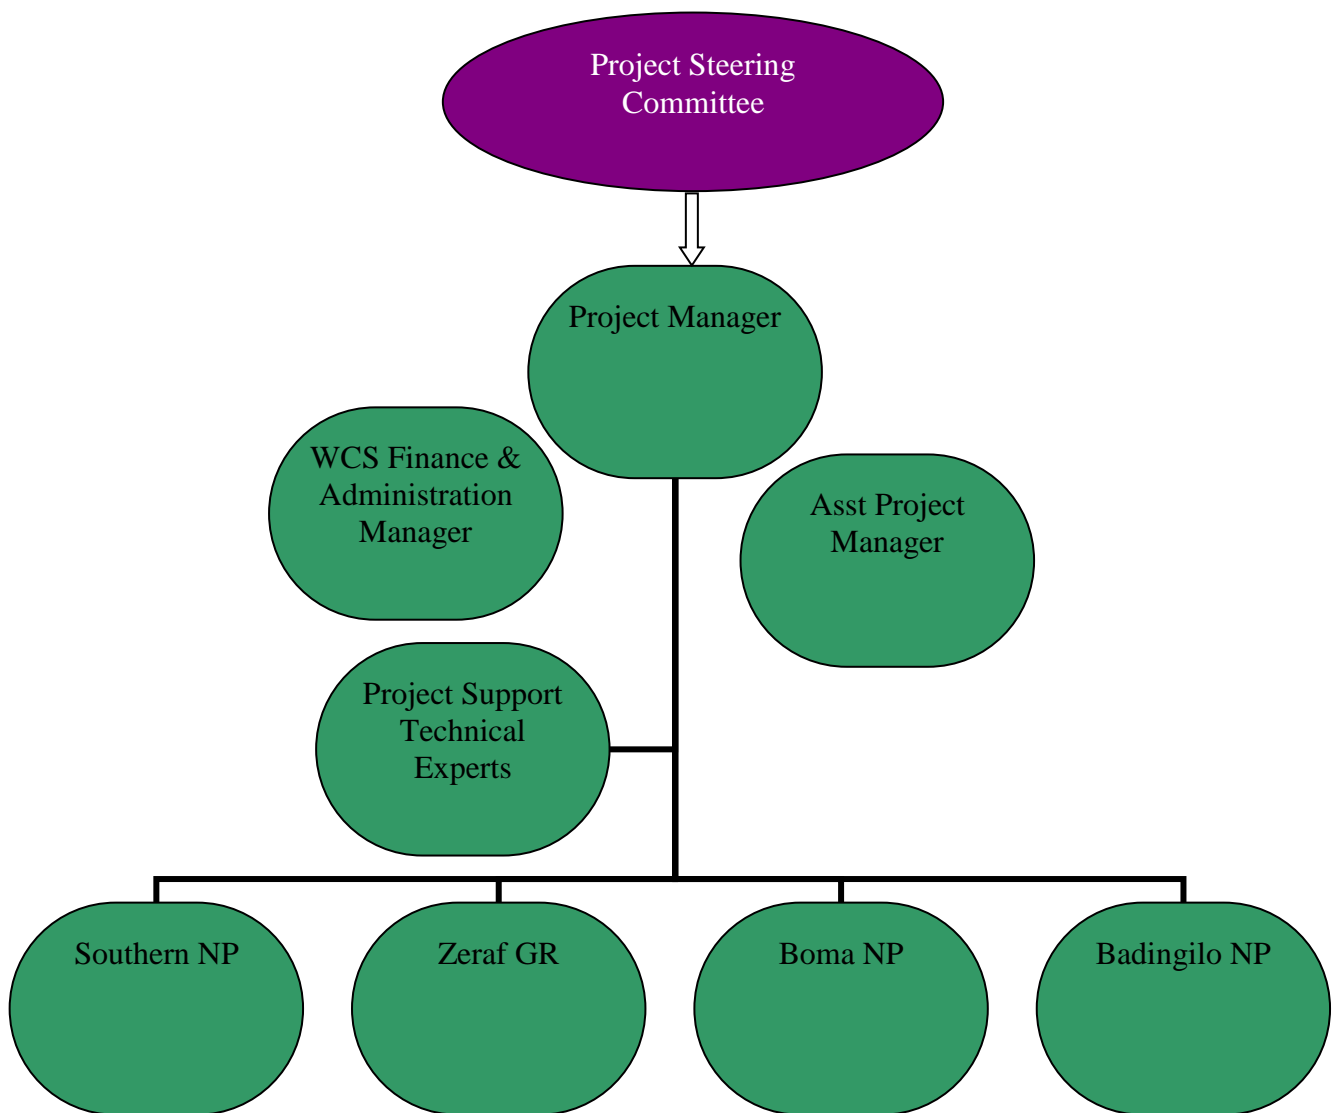 Project Steering
Committee
Project Manager
WCS Finance &
Administration
Manager
Asst Project
Manager
Project Support
Technical
Experts
Southern NP
Zeraf GR
Boma NP
Badingilo NP